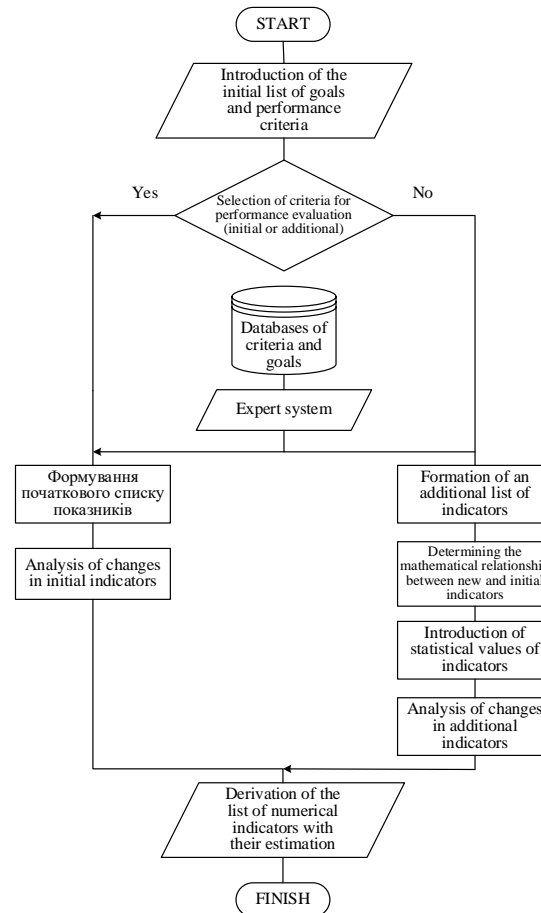 START
Introduction of the
initial list of goals
and performance
criteria
Yes
No
Selection of criteria for
performance evaluation
(initial or additional)
Databases of
criteria and
goals
Expert system
Формування
початкового списку
показників
Analysis of changes
in initial indicators
Formation of an
additional list of
indicators
Determining the
mathematical relationship
between new and initial
indicators
Introduction of
statistical values of
indicators
Analysis of changes
in additional
indicators
Derivation of the
list of numerical
indicators with
their estimation
FINISH